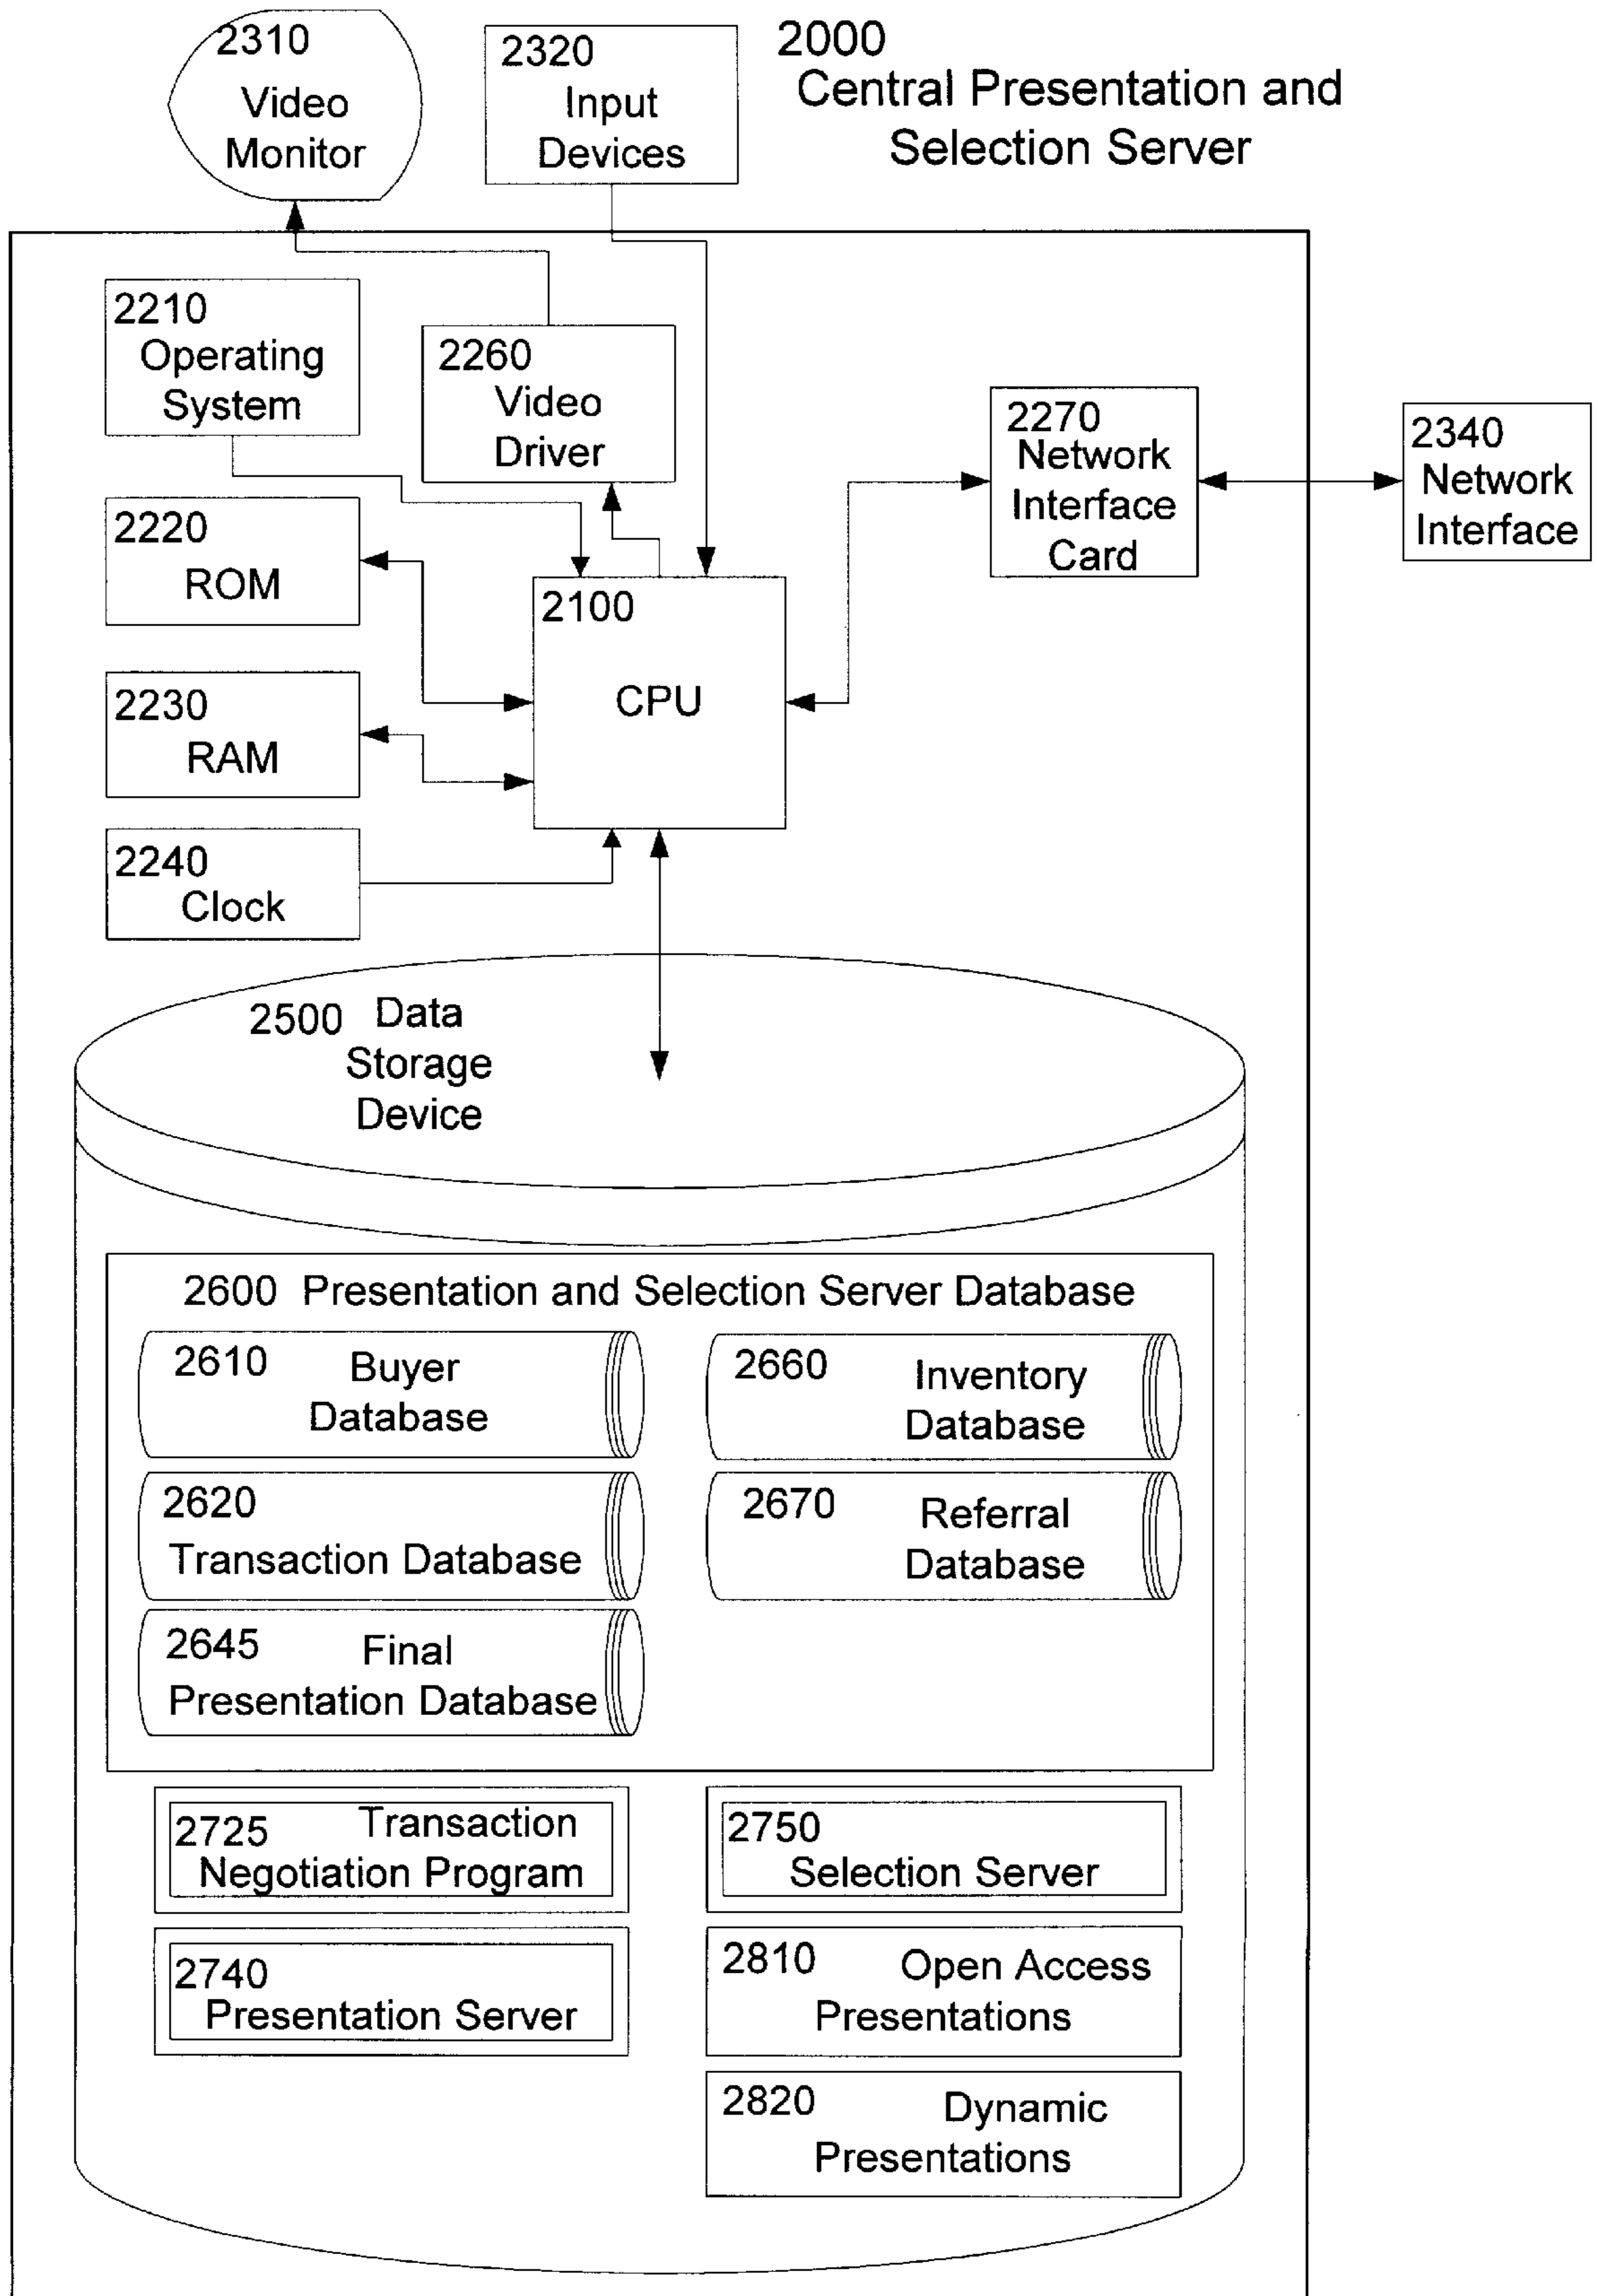 2310
Video
Monitor
2320
Input
Devices
2000
Central Presentation and
Selection Server
2210
Operating
System
2260
Video
Driver
2270
Network
Interface
Card
2340
Network
Interface
2220
ROM
2100
CPU
2230
RAM
2240
Clock
2500 Data
Storage
Device
2600 Presentation and Selection Server Database
2610 Buyer
Database
2660 Inventory
Database
2620
Transaction Database
2670 Referral
Database
2645 Final
Presentation Database
2725 Transaction
Negotiation Program
2750
Selection Server
2740
Presentation Server
2810 Open Access
Presentations
2820 Dynamic
Presentations